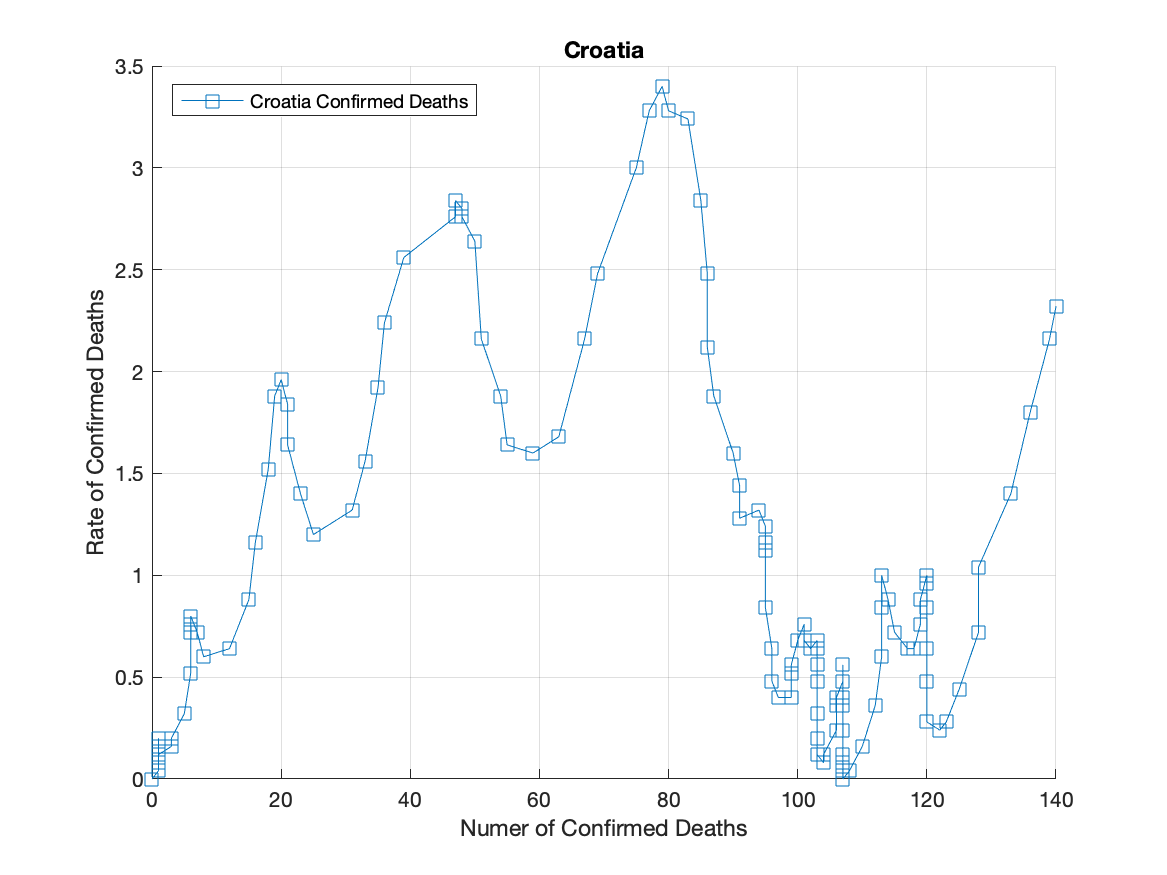 Croatia
Croatia Confirmed Deaths
Rate of Confirmed Deaths
3.5
3
2.5
2
1.5
1
0.5
0
0 20 40 60 80 100 120 140
Numer of Confirmed Deaths